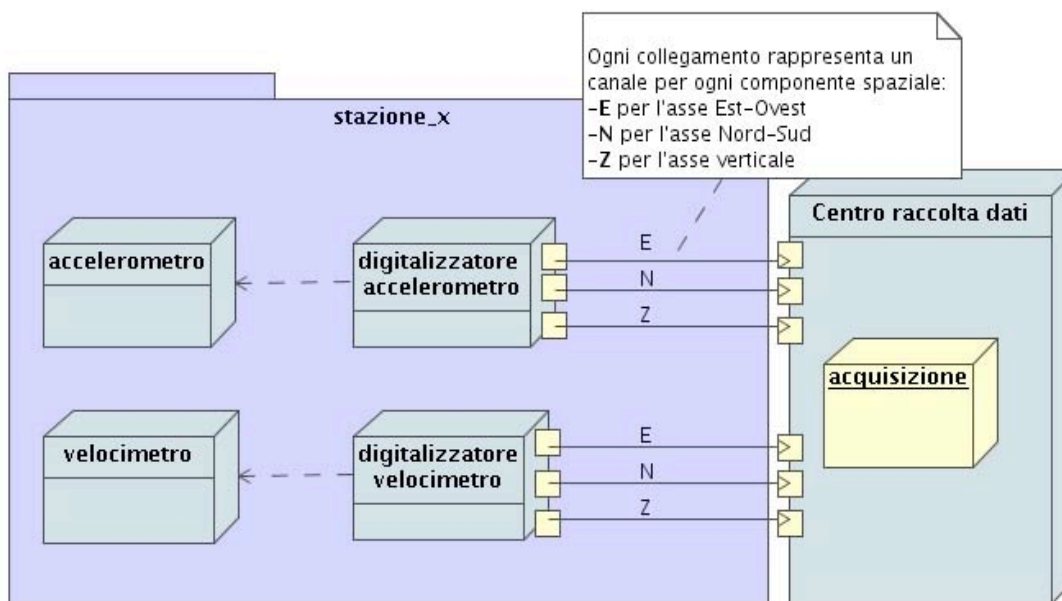 Ogni collegamento rappresenta un
canale per ogni componente spaziale:
-E per l'asse Est-Ovest
-N per l'asse Nord-Sud
-Z per l'asse verticale
stazione_x
Centro raccolta dati
accelerometro
digitalizzatore
accelerometro
E
N
Z
acquisizione
velocimetro
digitalizzatore
velocimetro
E
N
Z